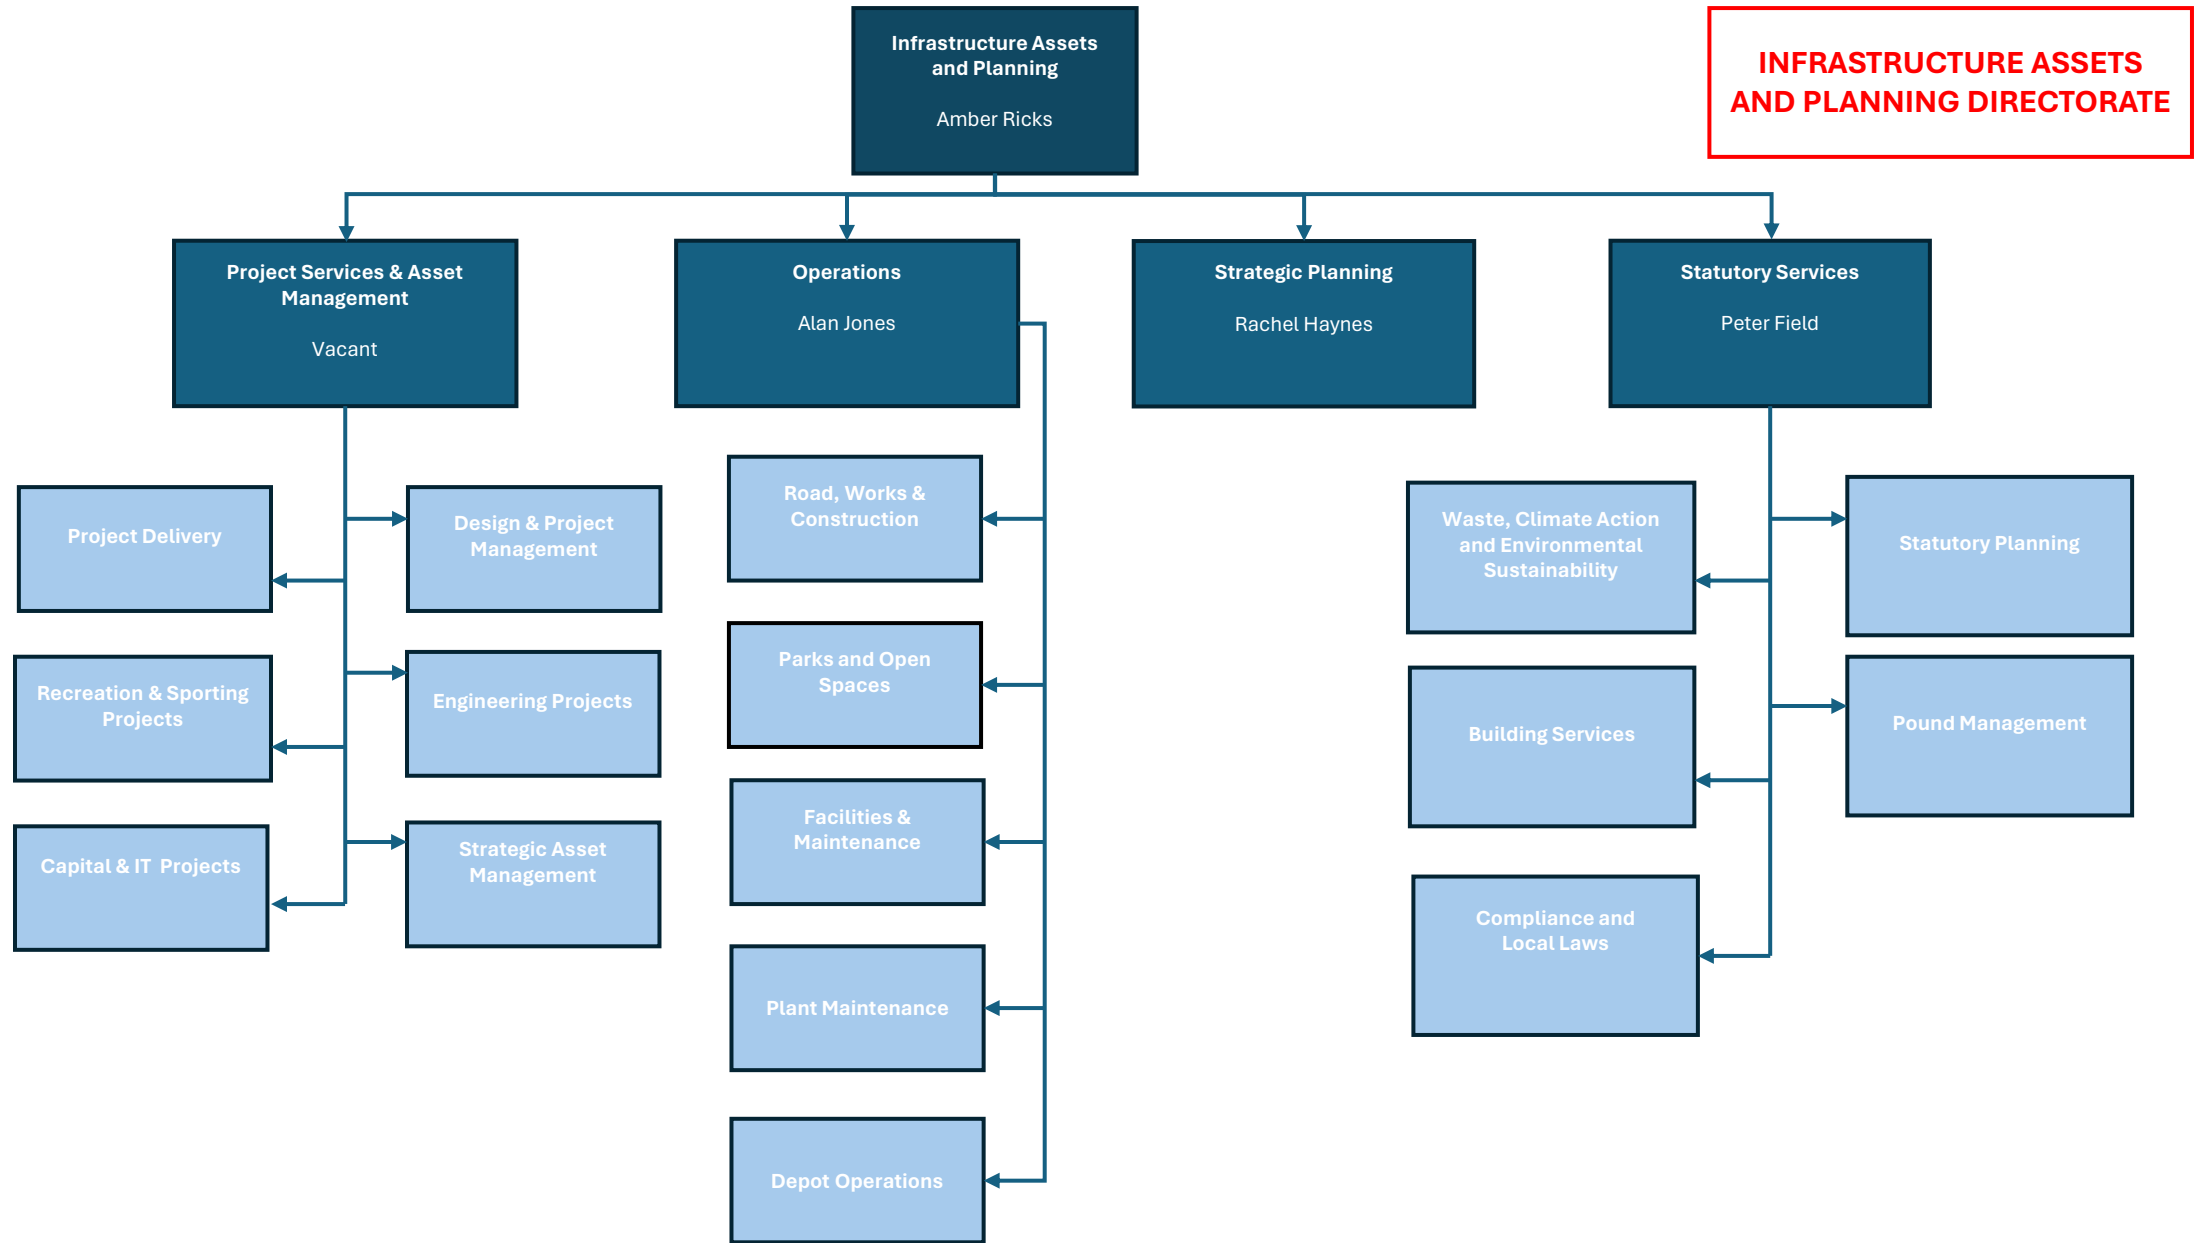 Infrastructure Assets
and Planning
Amber Ricks
INFRASTRUCTURE ASSETS
AND PLANNING DIRECTORATE
Project Services & Asset
Management
Vacant
Operations
Alan Jones
Strategic Planning
Rachel Haynes
Statutory Services
Peter Field
Project Delivery
Design & Project
Management
Recreation & Sporting
Projects
Engineering Projects
Capital & IT  Projects
Strategic Asset
Management
Road, Works &
Construction
Parks and Open
Spaces
Facilities &
Maintenance
Plant Maintenance
Depot Operations
Waste, Climate Action
and Environmental
Sustainability
Statutory Planning
Building Services
Pound Management
Compliance and
Local Laws